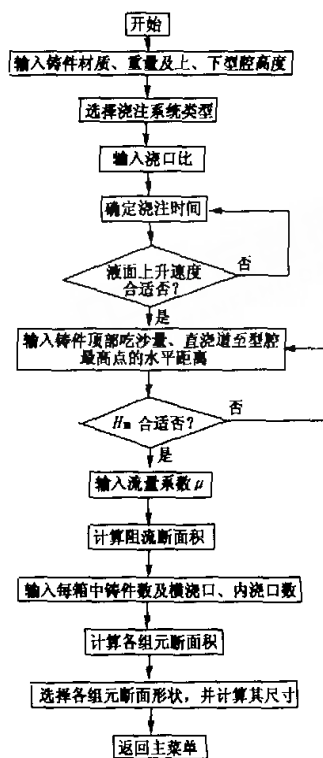 开始
输入铸件材质、重量及上、下型腔高度
选择浇注系统类型
输入浇口比
确定浇注时间
液面上升速度
合适否?
否
是
输入铸件顶部吃沙量、直浇道至型腔
最高点的水平距离
Hm 合适否?
否
是
输入流量系数μ
计算阻流断面积
输入每箱中铸件数及横浇口、内浇口数
计算各组元断面积
选择各组元断面形状，并计算其尺寸
返回主菜单